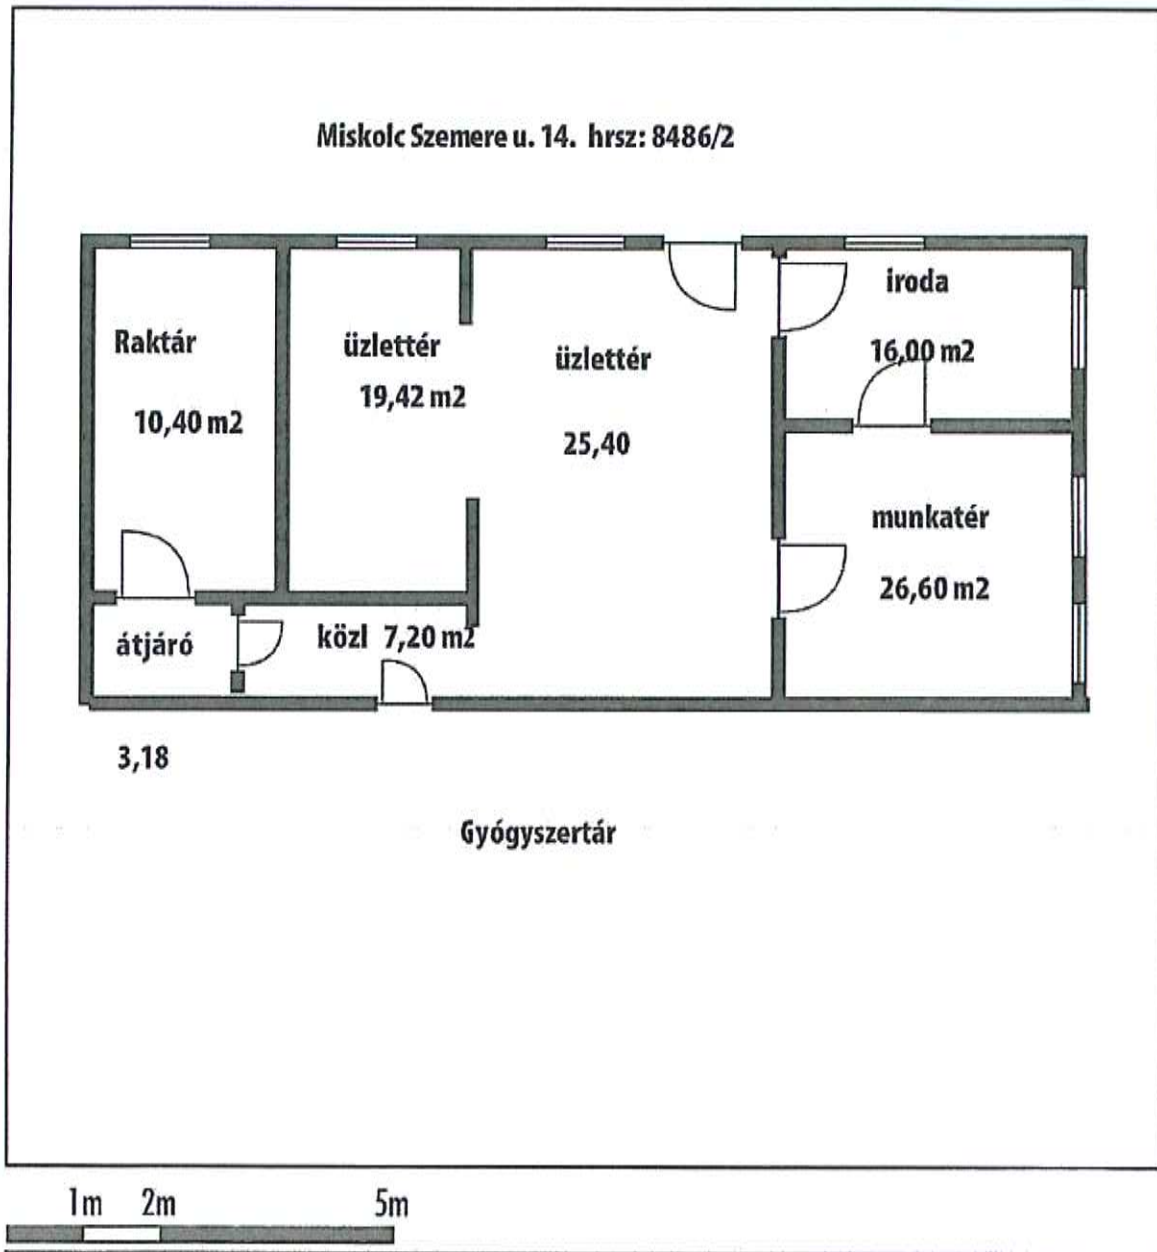 Miskolc Szemere u. 14. hrsz: 8486/2
iroda
16,00 m2
Raktár
10,40 m2
üzlettér
19,42 m2
üzlettér
25,40
munkatér
26,60 m2
átjáró
közl 7,20 m2
3,18
Gyógyszertár
1m 2m 5m